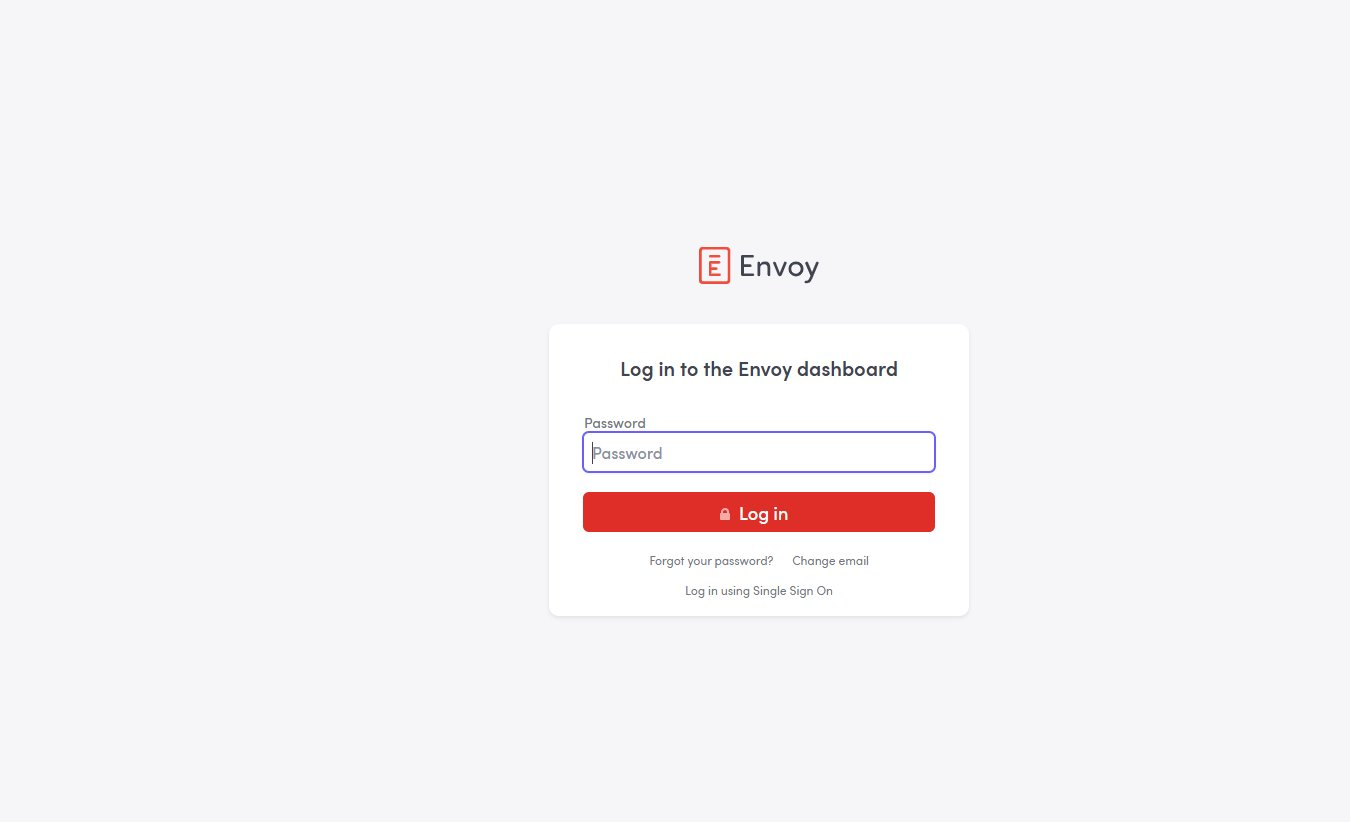 Envoy
Log in to the Envoy dashboard
Password
Password
Log in
Forgot your password? Change email
Log in using Single Sign On